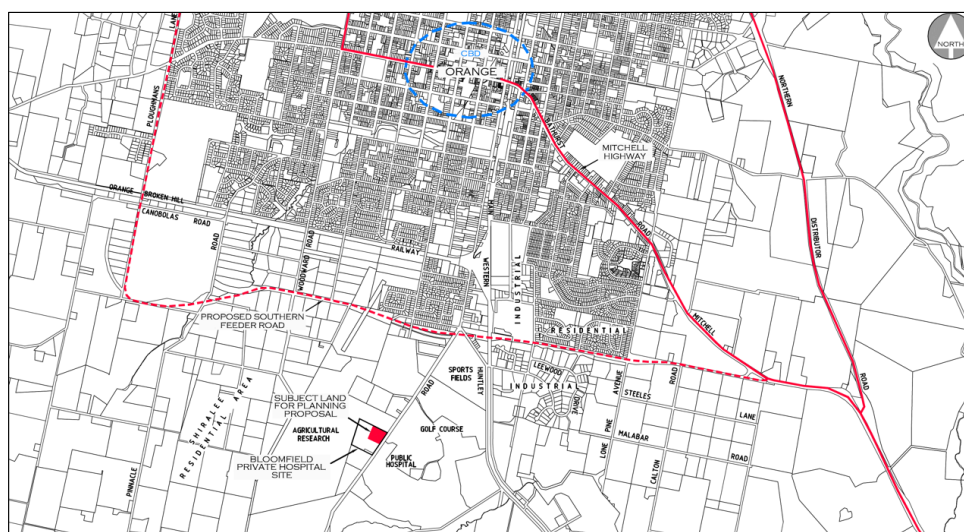 LANE
PLOUGHMANS
CBD
ORANGE
NORTH
NORTHERN
DISTRIBUTOR
ROAD
BATHURST
ROAD
MITCHELL
HIGHWAY
MITCHELL
ORANGE
BROKEN HILL
CANOBOLAS
ROAD
ROAD
WOODWARD ROAD
RAILWAY
MAIN
WESTERN
INDUSTRIAL
RESIDENTIAL
PROPOSED SOUTHERN
FEEDER ROAD
SPORTS
FIELDS
HUNTLEY
LEEWOOD
DRIVE
INDUSTRIAL
AVENUE
LONE PINE
STEELES
LANE
ROAD
CALTON
MALABAR
ROAD
ROAD
SUBJECT LAND
FOR PLANNING
PROPOSAL
AGRICULTURAL
RESEARCH
GOLF COURSE
BLOOMFIELD
PRIVATE HOSPITAL
SITE
PUBLIC
HOSPITAL
SHIRALEE
RESIDENTIAL AREA
PINNACLE